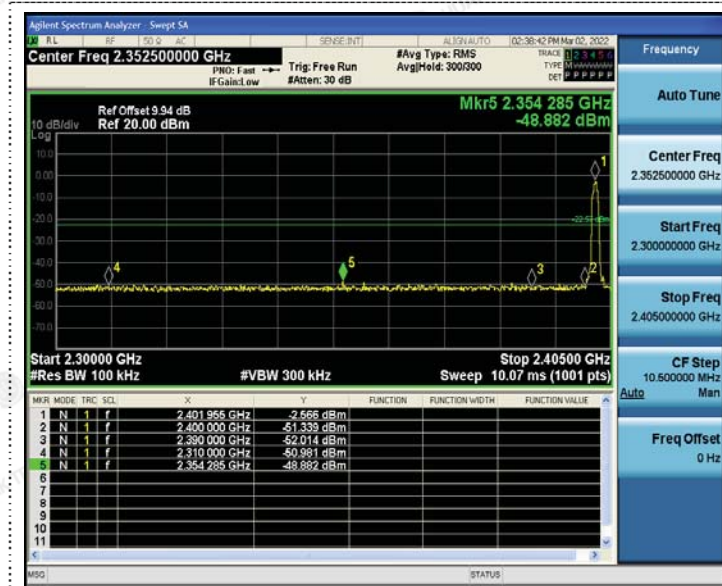 Agilent Spectrum Analyzer - Swept SA
RL RF 50 Ω AC SENSE:INT ALIGN AUTO 02:38:42 PM Mar 02, 2022
Center Freq 2.352500000 GHz
PNO: Fast Trig: Free Run
IFGain:Low #Atten: 30 dB
#Avg Type: RMS
Avg|Hold: 300/300
TRACE 1 2 3 4 5 6
TYPE M
DET P P P P P P
Mkr5 2.354 285 GHz
-48.882 dBm
Ref Offset 9.94 dB
10 dB/div Ref 20.00 dBm
Log
10.0
0.00
-10.0
-20.0
-30.0
-40.0
-50.0
-60.0
-70.0
1
2
3
4
5
Start 2.30000 GHz Stop 2.40500 GHz
#Res BW 100 kHz #VBW 300 kHz Sweep 10.07 ms (1001 pts)
MKR MODE TRC SCL X Y FUNCTION FUNCTION WIDTH FUNCTION VALUE
1 N 1 f 2.401 955 GHz -2.566 dBm
2 N 1 f 2.400 000 GHz -51.339 dBm
3 N 1 f 2.390 000 GHz -52.014 dBm
4 N 1 f 2.310 000 GHz -50.981 dBm
5 N 1 f 2.354 285 GHz -48.882 dBm
6
7
8
9
10
11
MSG STATUS
Frequency
Auto Tune
Center Freq
2.352500000 GHz
Start Freq
2.300000000 GHz
Stop Freq
2.405000000 GHz
CF Step
10.500000 MHz
Auto Man
Freq Offset
0 Hz